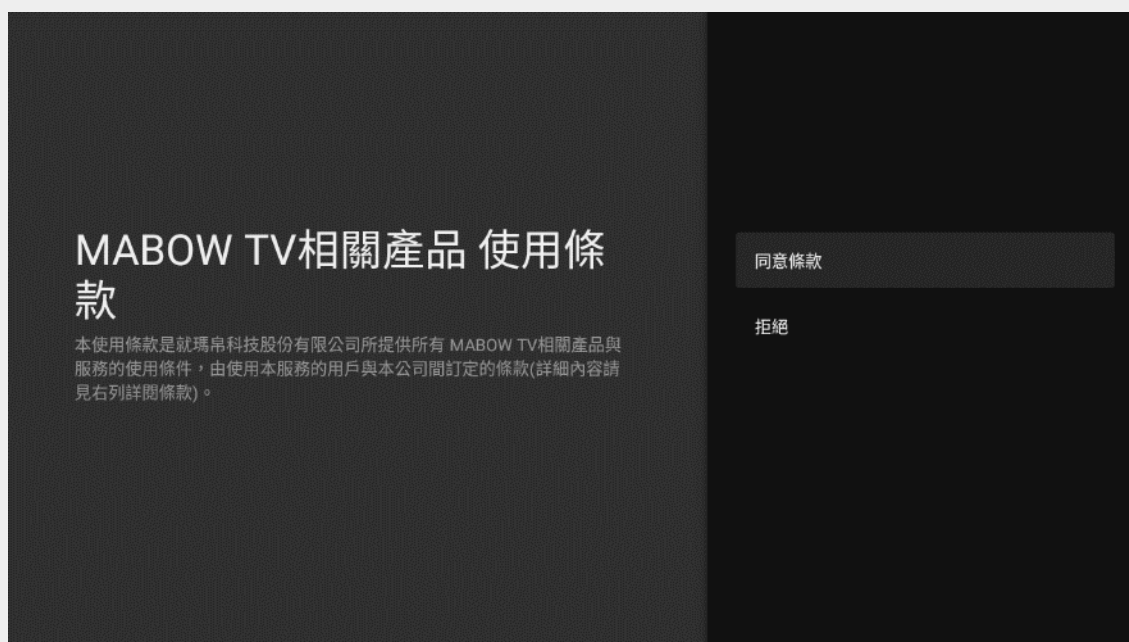 MABOW TV相關產品 使用條
款
本使用條款是就瑪帛科技股份有限公司所提供所有 MABOW TV相關產品與
服務的使用條件，由使用本服務的用戶與本公司間訂定的條款(詳細內容請
見右列詳閱條款)。
同意條款
拒絕